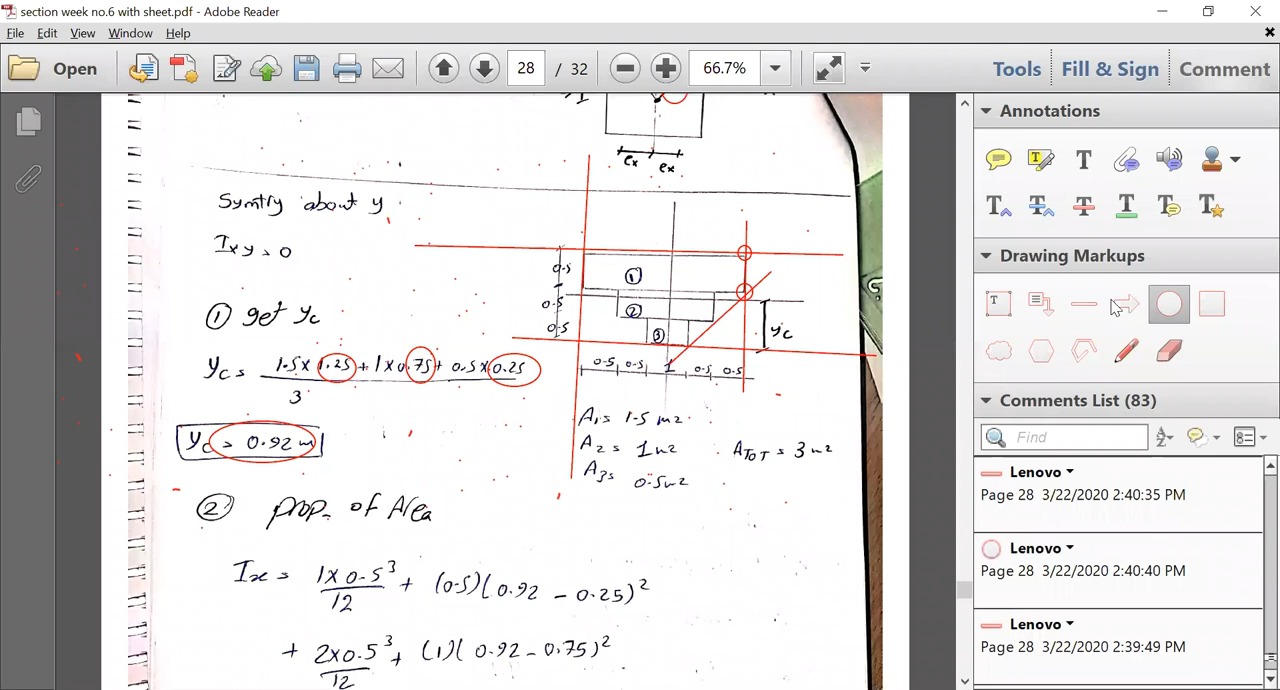 section week no.6 with sheet.pdf - Adobe Reader
File Edit View Window Help
Open 28 / 32 66.7% Tools Fill & Sign Comment
ex ex
Symtry about y
Ixy = 0
① get yc
yc = 1.5 x 1.25 + 1 x 0.75 + 0.5 x 0.25
3
yc = 0.92 m
0.5
0.5
0.5
①
②
③
yc
0.5 0.5 1 0.5 0.5
A1 = 1.5 m2
A2 = 1 m2
A3 = 0.5 m2
ATOT = 3 m2
② prop. of Area
Ix = 1 x 0.5³ + (0.5)(0.92 - 0.25)²
12
+ 2 x 0.5³ + (1)(0.92 - 0.75)²
12
Annotations
T
T T T T T T
Drawing Markups
T
Comments List (83)
Find
Lenovo
Page 28 3/22/2020 2:40:35 PM
Lenovo
Page 28 3/22/2020 2:40:40 PM
Lenovo
Page 28 3/22/2020 2:39:49 PM